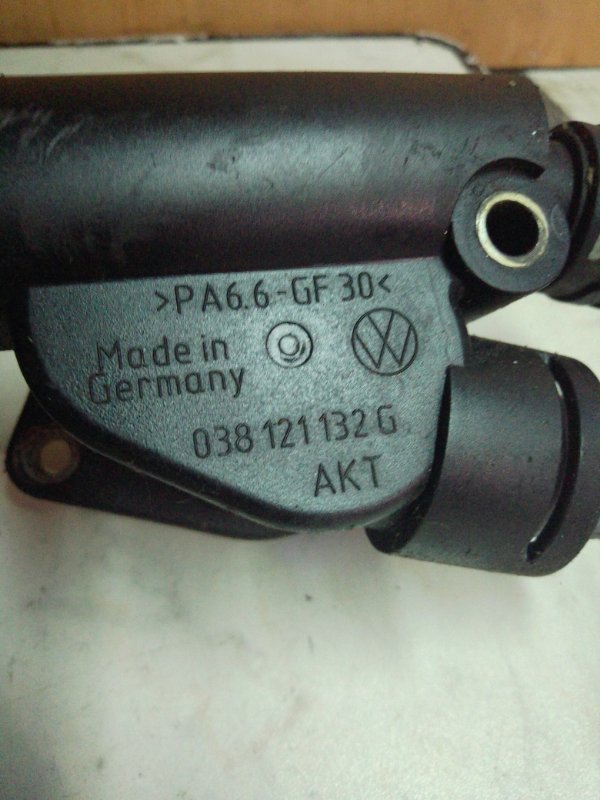 >PA6.6-GF30<
Made in
Germany
038 121 132 G
AKT